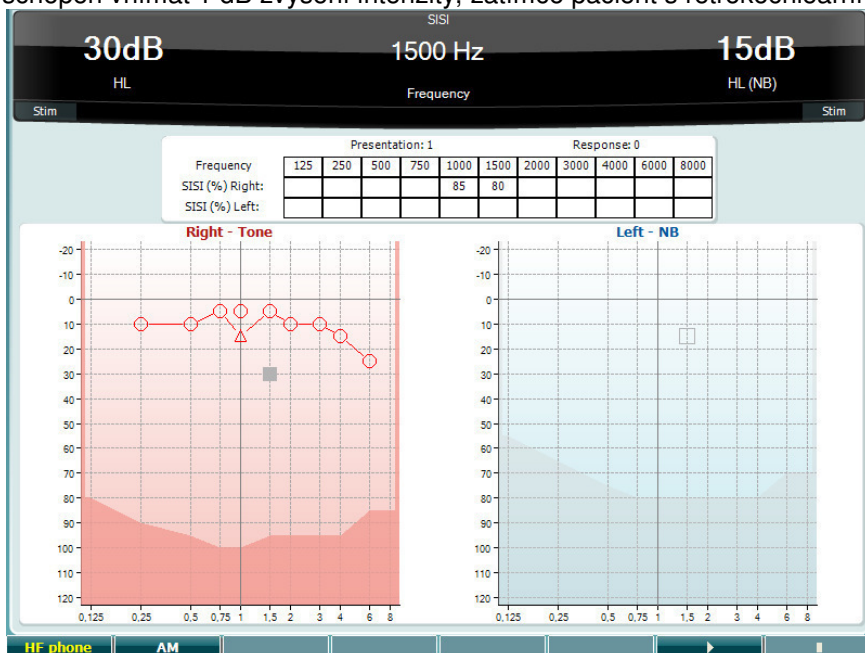 schopen vnímat 1 dB zvýšení intenzity, zatímco pacient s retrokochleárn
SISI
30dB 1500 Hz 15dB
HL Frequency HL (NB)
Stim Stim
Presentation: 1 Response: 0
Frequency 125 250 500 750 1000 1500 2000 3000 4000 6000 8000
SISI (%) Right: 85 80
SISI (%) Left:
Right - Tone Left - NB
-20 -20
-10 -10
0 0
10 10
20 20
30 30
40 40
50 50
60 60
70 70
80 80
90 90
100 100
110 110
120 120
0,125 0,25 0,5 0,75 1 1,5 2 3 4 6 8 0,125 0,25 0,5 0,75 1 1,5 2 3 4 6 8
HF phone AM